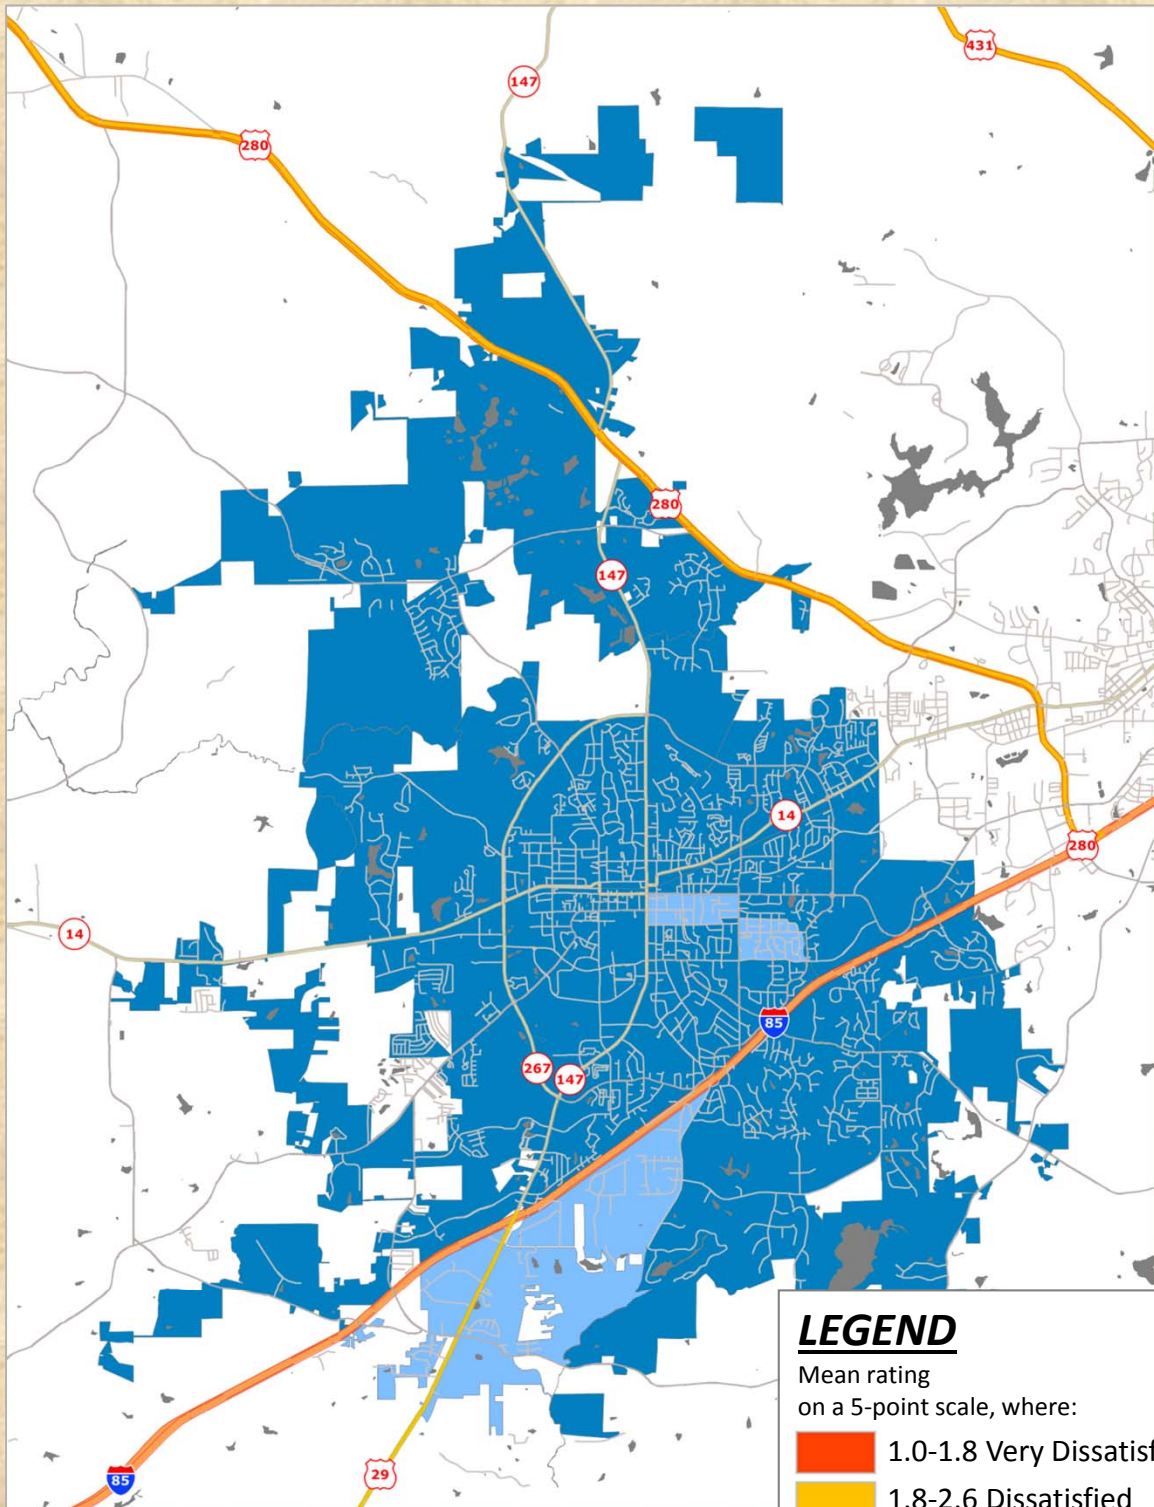 431
147
280
280
147
14
280
14
85
267
147
LEGEND
Mean rating
on a 5-point scale, where:
1.0-1.8 Very Dissatisf
1.8-2.6 Dissatisfied
29
85